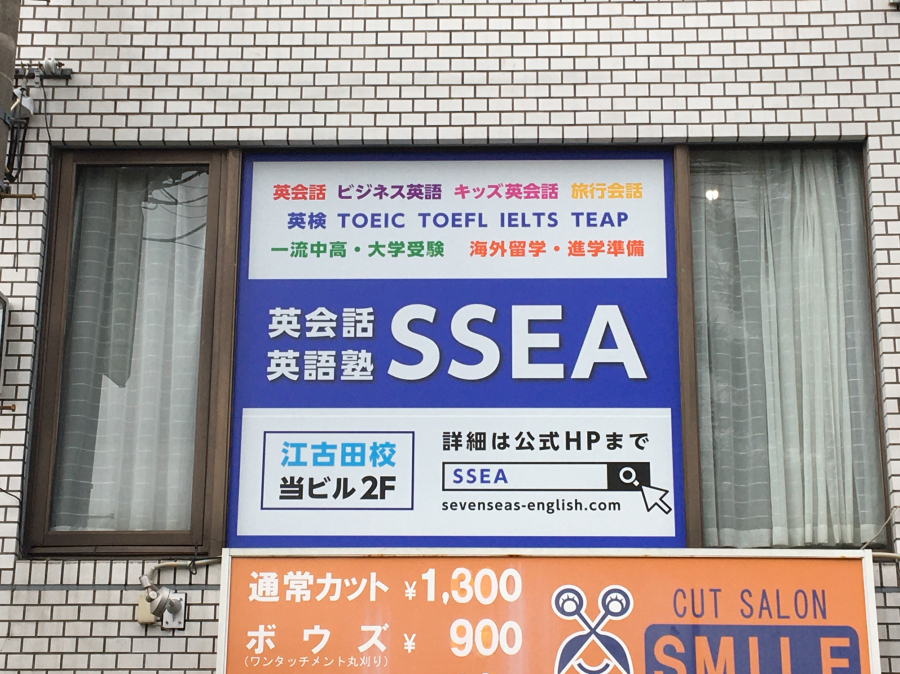 英会話 ビジネス英語 キッズ英会話 旅行会話
英検 TOEIC TOEFL IELTS TEAP
一流中高・大学受験 海外留学・進学準備
英会話
英語塾
SSEA
江古田校
当ビル2F
詳細は公式HPまで
SSEA
sevenseas-english.com
通常カット ¥1,300
ボウズ ¥900
(ワンタッチメント丸刈り)
CUT SALON
SMILE